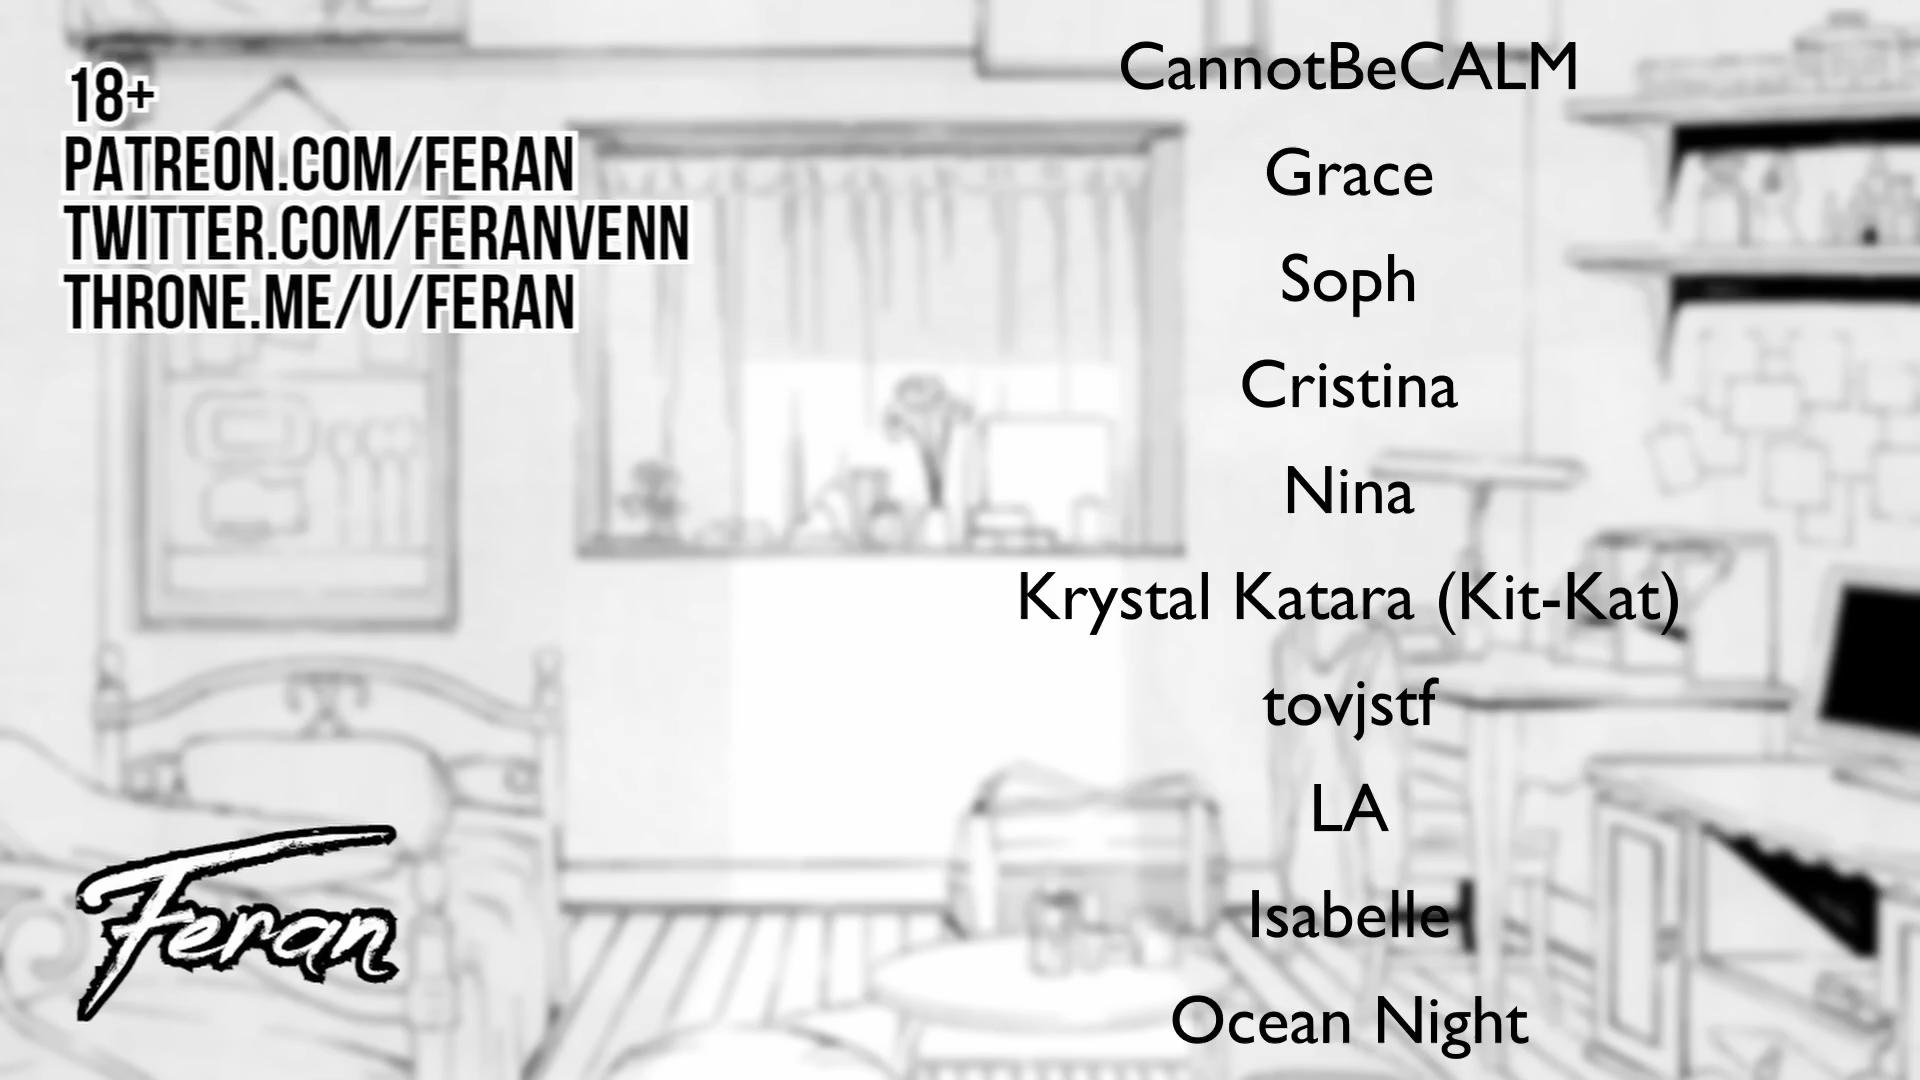 18+
PATREON.COM/FERAN
TWITTER.COM/FERANVENN
THRONE.ME/U/FERAN
Feran
CannotBeCALM
Grace
Soph
Cristina
Nina
Krystal Katara (Kit-Kat)
tovjstf
LA
Isabelle
Ocean Night